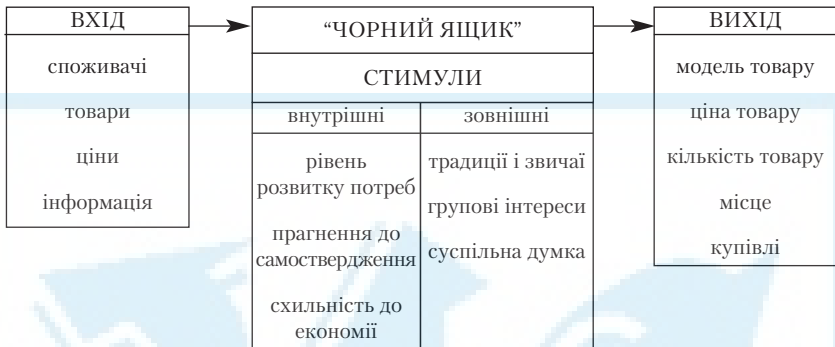 ВХІД
споживачі
товари
ціни
інформація
“ЧОРНИЙ ЯЩИК”
СТИМУЛИ
внутрішні
рівень
розвитку потреб
прагнення до
самоствердження
схильність до
економії
зовнішні
традиції і звичаї
групові інтереси
суспільна думка
ВИХІД
модель товару
ціна товару
кількість товару
місце
купівлі